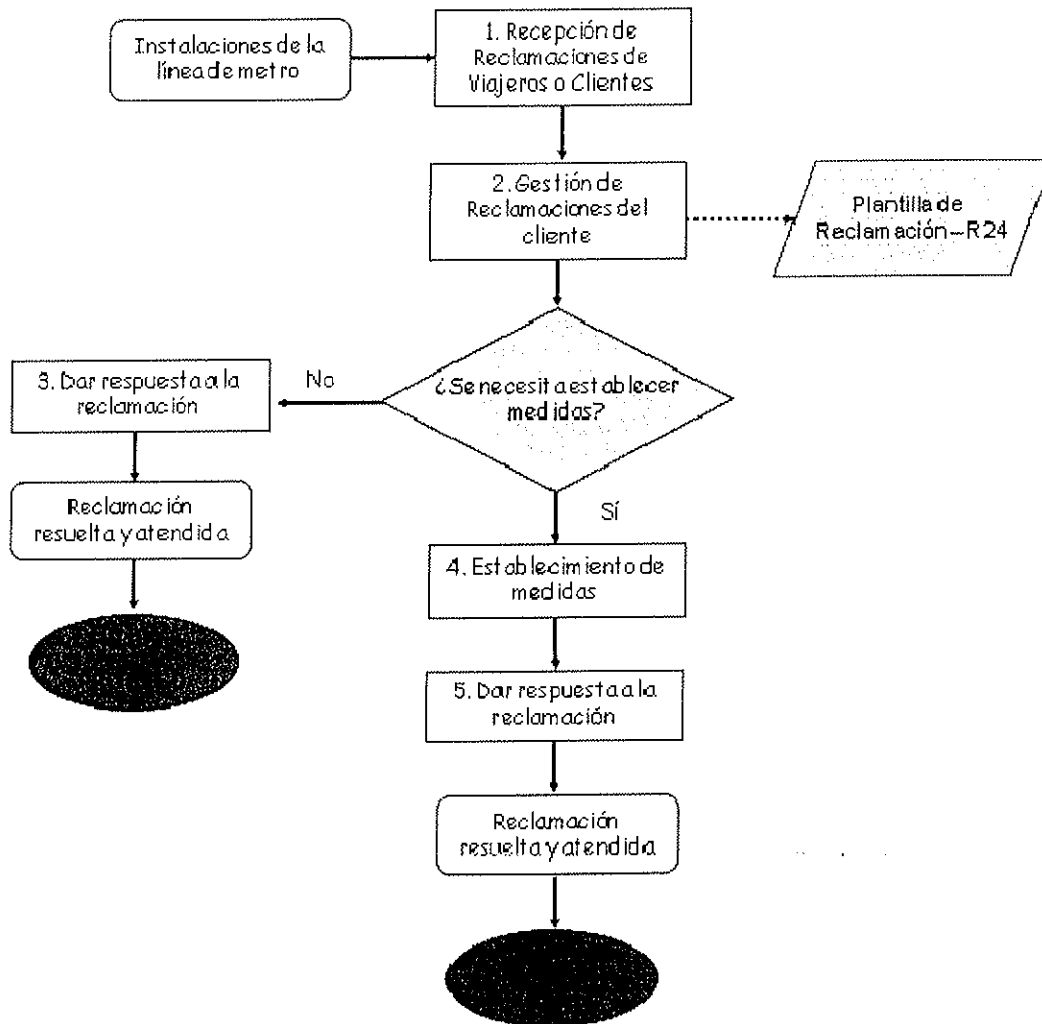 Instalaciones de la
línea de metro
1. Recepción de
Reclamaciones de
Viajeros o Clientes
2. Gestión de
Reclamaciones del
cliente
Plantilla de
Reclamación-R24
¿Se necesita establecer
medidas?
No
3. Dar respuesta a la
reclamación
Reclamación
resuelta y atendida
Sí
4. Establecimiento de
medidas
5. Dar respuesta a la
reclamación
Reclamación
resuelta y atendida